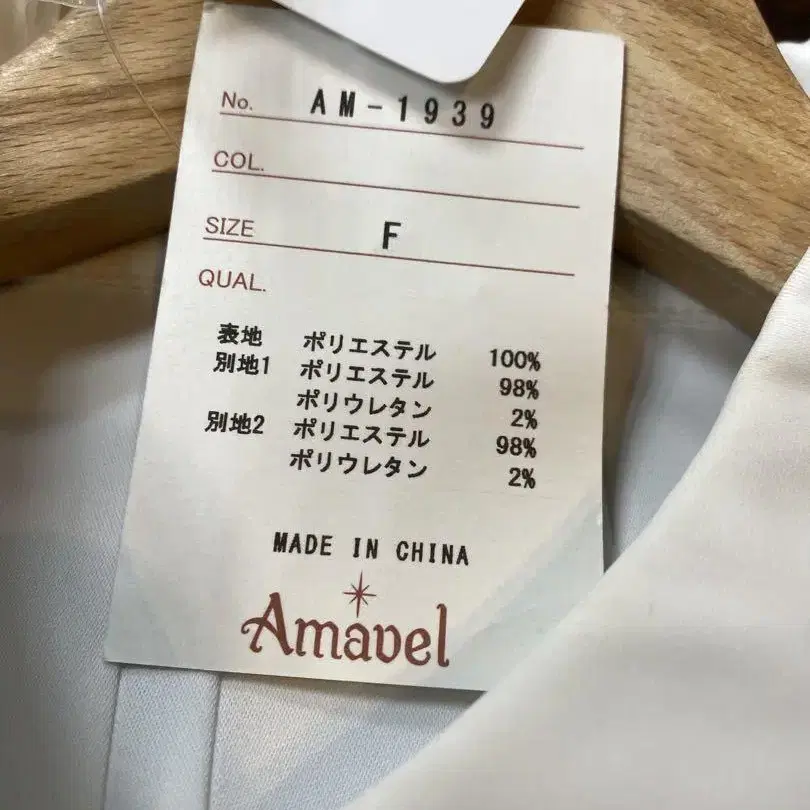 No. AM-1939
COL.
SIZE F
QUAL.
表地 ポリエステル 100%
別地1 ポリエステル 98%
ポリウレタン 2%
別地2 ポリエステル 98%
ポリウレタン 2%
MADE IN CHINA
Amavel